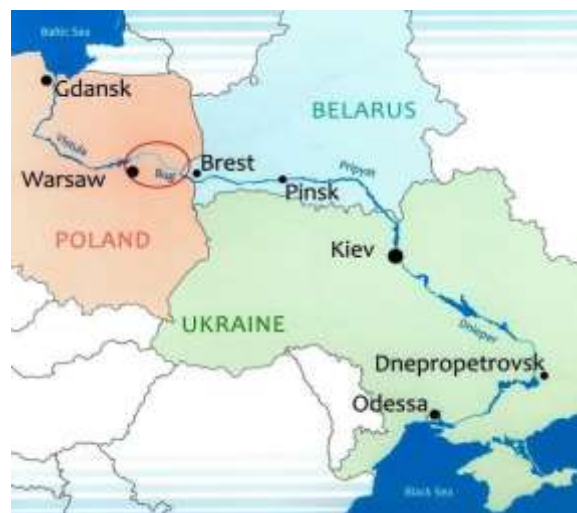 Baltic Sea
Gdansk
BELARUS
Vistula
Brest
Pripyat
Warsaw
Bug
Pinsk
POLAND
Kiev
UKRAINE
Dnieper
Dnepropetrovsk
Odessa
Black Sea